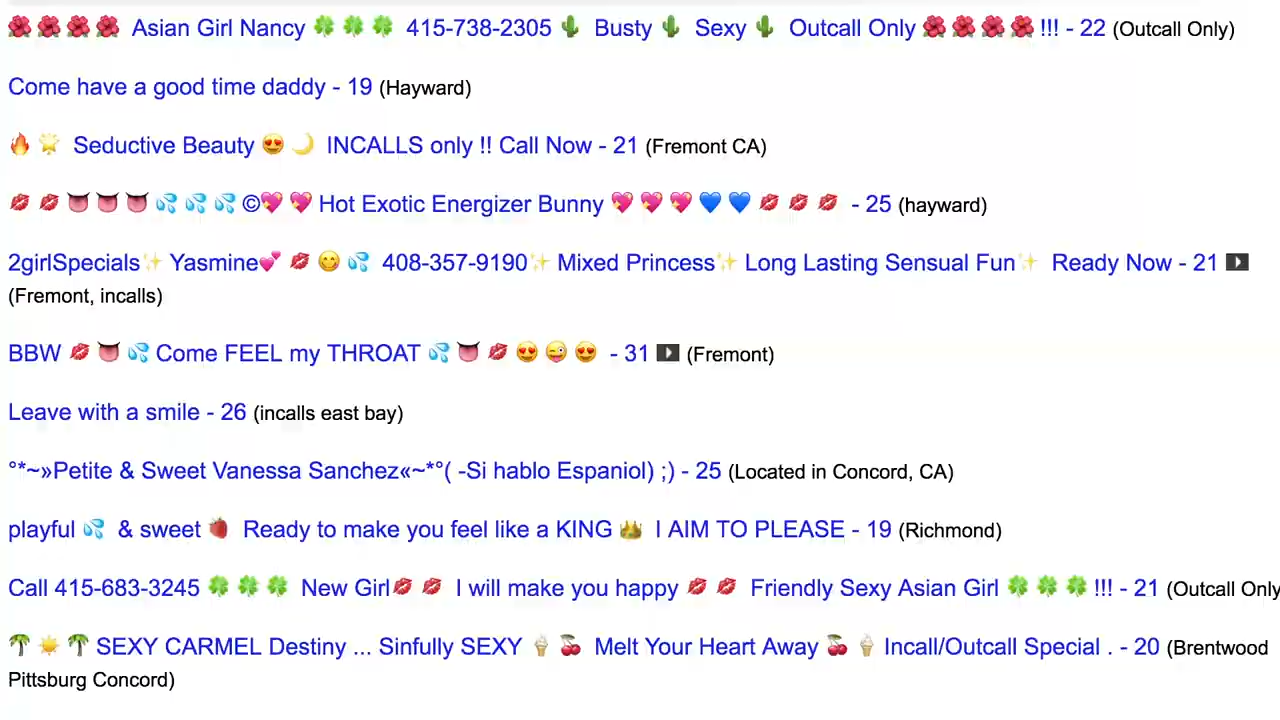 🌺🌺🌺🌺 Asian Girl Nancy 🍀🍀🍀 415-738-2305 🌵 Busty 🌵 Sexy 🌵 Outcall Only 🌺🌺🌺🌺 !!! - 22 (Outcall Only)
Come have a good time daddy - 19 (Hayward)
🔥🌟 Seductive Beauty 😍🌙 INCALLS only !! Call Now - 21 (Fremont CA)
💋💋👅👅👅💦💦💦©💖💖 Hot Exotic Energizer Bunny 💖💖💖💙💙💋💋💋 - 25 (hayward)
2girlSpecials✨ Yasmine💕💋😋💦 408-357-9190✨ Mixed Princess✨ Long Lasting Sensual Fun✨ Ready Now - 21 ▶
(Fremont, incalls)
BBW 💋👅💦 Come FEEL my THROAT 💦👅💋😍😜😍 - 31 ▶ (Fremont)
Leave with a smile - 26 (incalls east bay)
°*~»Petite & Sweet Vanessa Sanchez«~*°( -Si hablo Espaniol) ;) - 25 (Located in Concord, CA)
playful 💦 & sweet 🍓 Ready to make you feel like a KING 👑 I AIM TO PLEASE - 19 (Richmond)
Call 415-683-3245 🍀🍀🍀 New Girl💋💋 I will make you happy 💋💋 Friendly Sexy Asian Girl 🍀🍀🍀 !!! - 21 (Outcall Only
🌴☀️🌴 SEXY CARMEL Destiny ... Sinfully SEXY 🍦🍒 Melt Your Heart Away 🍒🍦 Incall/Outcall Special . - 20 (Brentwood
Pittsburg Concord)